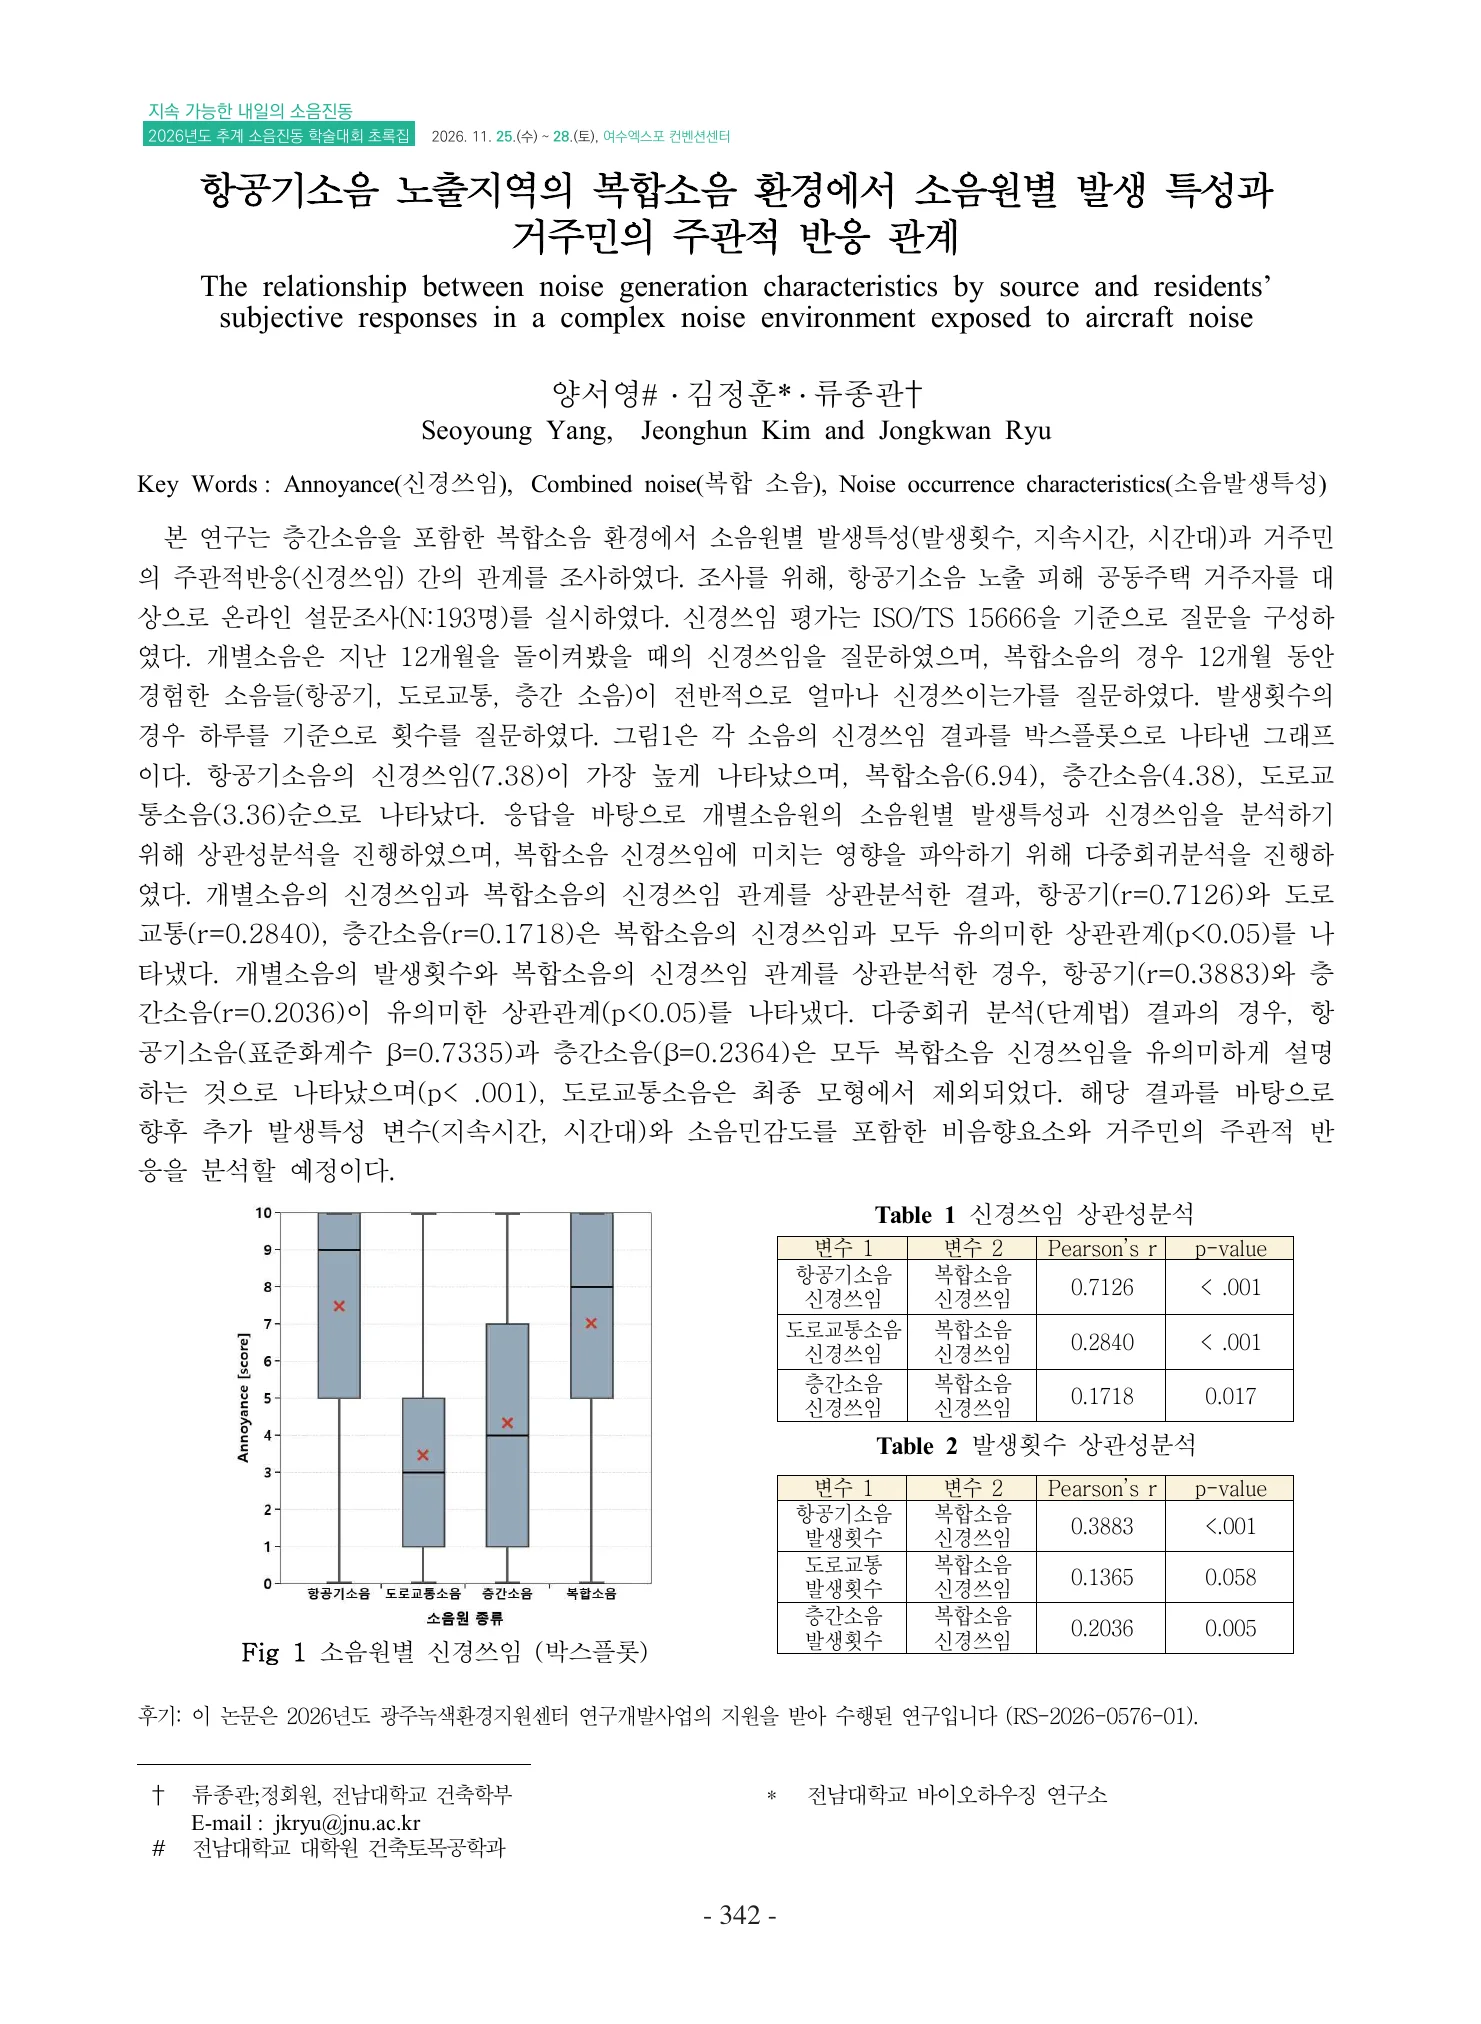 지속 가능한 내일의 소음진동
2026년도 추계 소음진동 학술대회 초록집 2026. 11. 25.(수) ~ 28.(토), 여수엑스포 컨벤션센터
항공기소음 노출지역의 복합소음 환경에서 소음원별 발생 특성과
거주민의 주관적 반응 관계
The relationship between noise generation characteristics by source and residents’
subjective responses in a complex noise environment exposed to aircraft noise
양서영# · 김정훈* · 류종관†
Seoyoung Yang, Jeonghun Kim and Jongkwan Ryu
Key Words : Annoyance(신경쓰임), Combined noise(복합 소음), Noise occurrence characteristics(소음발생특성)
본 연구는 층간소음을 포함한 복합소음 환경에서 소음원별 발생특성(발생횟수, 지속시간, 시간대)과 거주민
의 주관적반응(신경쓰임) 간의 관계를 조사하였다. 조사를 위해, 항공기소음 노출 피해 공동주택 거주자를 대
상으로 온라인 설문조사(N:193명)를 실시하였다. 신경쓰임 평가는 ISO/TS 15666을 기준으로 질문을 구성하
였다. 개별소음은 지난 12개월을 돌이켜봤을 때의 신경쓰임을 질문하였으며, 복합소음의 경우 12개월 동안
경험한 소음들(항공기, 도로교통, 층간 소음)이 전반적으로 얼마나 신경쓰이는가를 질문하였다. 발생횟수의
경우 하루를 기준으로 횟수를 질문하였다. 그림1은 각 소음의 신경쓰임 결과를 박스플롯으로 나타낸 그래프
이다. 항공기소음의 신경쓰임(7.38)이 가장 높게 나타났으며, 복합소음(6.94), 층간소음(4.38), 도로교
통소음(3.36)순으로 나타났다. 응답을 바탕으로 개별소음원의 소음원별 발생특성과 신경쓰임을 분석하기
위해 상관성분석을 진행하였으며, 복합소음 신경쓰임에 미치는 영향을 파악하기 위해 다중회귀분석을 진행하
였다. 개별소음의 신경쓰임과 복합소음의 신경쓰임 관계를 상관분석한 결과, 항공기(r=0.7126)와 도로
교통(r=0.2840), 층간소음(r=0.1718)은 복합소음의 신경쓰임과 모두 유의미한 상관관계(p<0.05)를 나
타냈다. 개별소음의 발생횟수와 복합소음의 신경쓰임 관계를 상관분석한 경우, 항공기(r=0.3883)와 층
간소음(r=0.2036)이 유의미한 상관관계(p<0.05)를 나타냈다. 다중회귀 분석(단계법) 결과의 경우, 항
공기소음(표준화계수 β=0.7335)과 층간소음(β=0.2364)은 모두 복합소음 신경쓰임을 유의미하게 설명
하는 것으로 나타났으며(p< .001), 도로교통소음은 최종 모형에서 제외되었다. 해당 결과를 바탕으로
향후 추가 발생특성 변수(지속시간, 시간대)와 소음민감도를 포함한 비음향요소와 거주민의 주관적 반
응을 분석할 예정이다.
10
9
8
7
6
5
4
3
2
1
0
Annoyance [score]
항공기소음 도로교통소음 층간소음 복합소음
소음원 종류
Fig 1 소음원별 신경쓰임 (박스플롯)
Table 1 신경쓰임 상관성분석
변수 1 변수 2 Pearson's r p-value
항공기소음 복합소음
신경쓰임 신경쓰임 0.7126 < .001
도로교통소음 복합소음
신경쓰임 신경쓰임 0.2840 < .001
층간소음 복합소음
신경쓰임 신경쓰임 0.1718 0.017
Table 2 발생횟수 상관성분석
변수 1 변수 2 Pearson's r p-value
항공기소음 복합소음
발생횟수 신경쓰임 0.3883 <.001
도로교통 복합소음
발생횟수 신경쓰임 0.1365 0.058
층간소음 복합소음
발생횟수 신경쓰임 0.2036 0.005
후기: 이 논문은 2026년도 광주녹색환경지원센터 연구개발사업의 지원을 받아 수행된 연구입니다 (RS-2026-0576-01).
† 류종관;정회원, 전남대학교 건축학부
E-mail : jkryu@jnu.ac.kr
# 전남대학교 대학원 건축토목공학과
* 전남대학교 바이오하우징 연구소
- 342 -